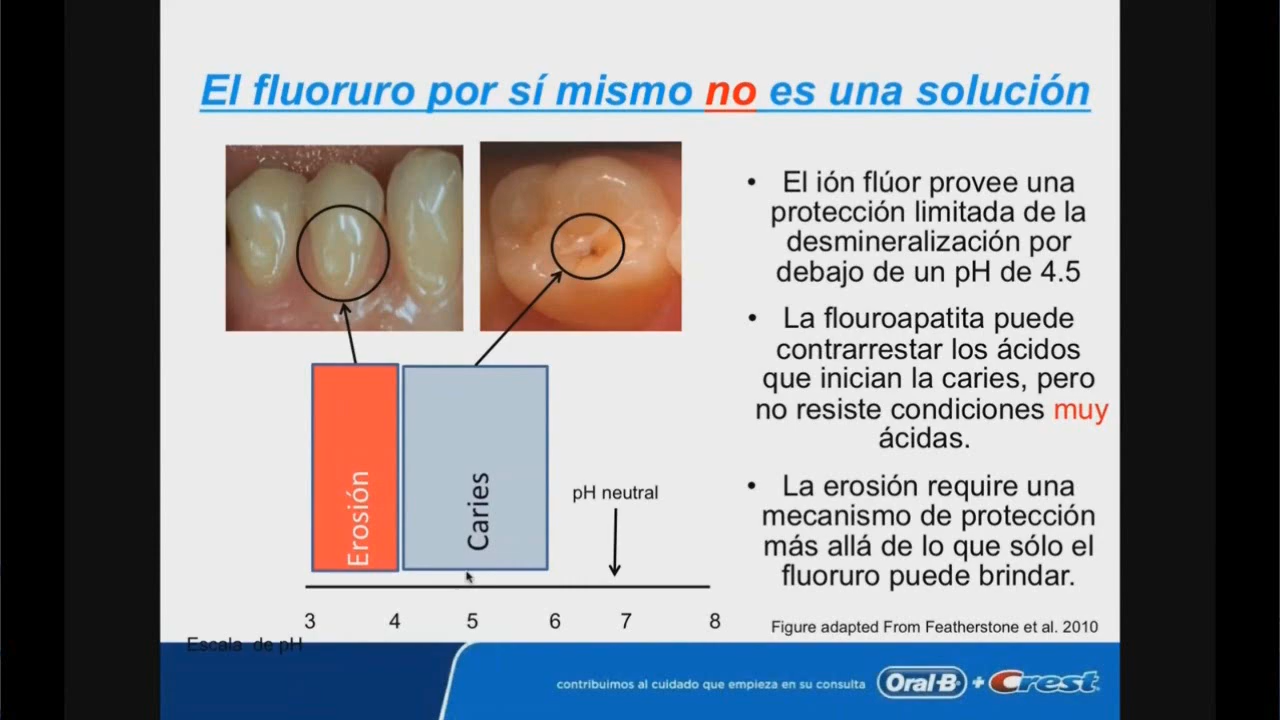 El fluoruro por sí mismo no es una solución
• El ión flúor provee una
protección limitada de la
desmineralización por
debajo de un pH de 4.5
• La flouroapatita puede
contrarrestar los ácidos
que inician la caries, pero
no resiste condiciones muy
ácidas.
• La erosión require una
mecanismo de protección
más allá de lo que sólo el
fluoruro puede brindar.
Erosión
Caries
pH neutral
3 4 5 6 7 8
Escala de pH
Figure adapted From Featherstone et al. 2010
contribuimos al cuidado que empieza en su consulta
Oral-B + Crest